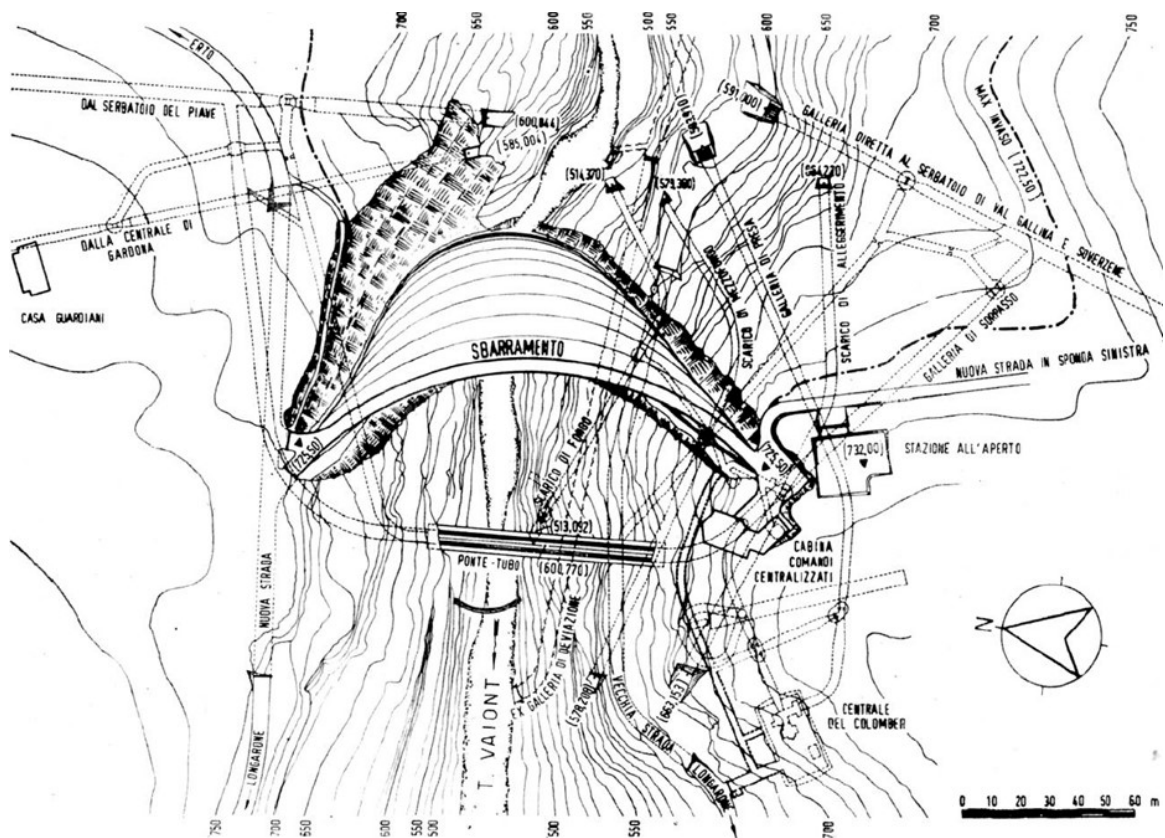 700 650 600 550 500 550 600 650 700 750
ERTO
DAL SERBATOIO DEL PIAVE
(600,844)
(585,004)
(591,000)
GALLERIA DIRETTA AL SERBATOIO DI VAL GALLINA E SOVERZENE
MAX INVASO (722,50)
(514,370)
DALLA CENTRALE DI
GARDONA
GALLERIA DI PRESA
SCARICO DI MEZZOFONDO
SCARICO DI ALLEGGERIMENTO
GALLERIA DI SORPASSO
CASA GUARDIANI
SBARRAMENTO
NUOVA STRADA IN SPONDA SINISTRA
(725,50)
(725,50)
(732,00)
STAZIONE ALL'APERTO
SCARICO DI FONDO
(513,092)
PONTE-TUBO (600,770)
CABINA
COMANDI
CENTRALIZZATI
NUOVA STRADA
N
T. VAIONT
X GALLERIA DI DEVIAZIONE
(578,208)
VECCHIA STRADA
(663,153)
CENTRALE
DEL COLOMBER
LONGARONE
LONGARONE
0 10 20 30 40 50 60 m
750 700 650 600 550 500 500 550 700